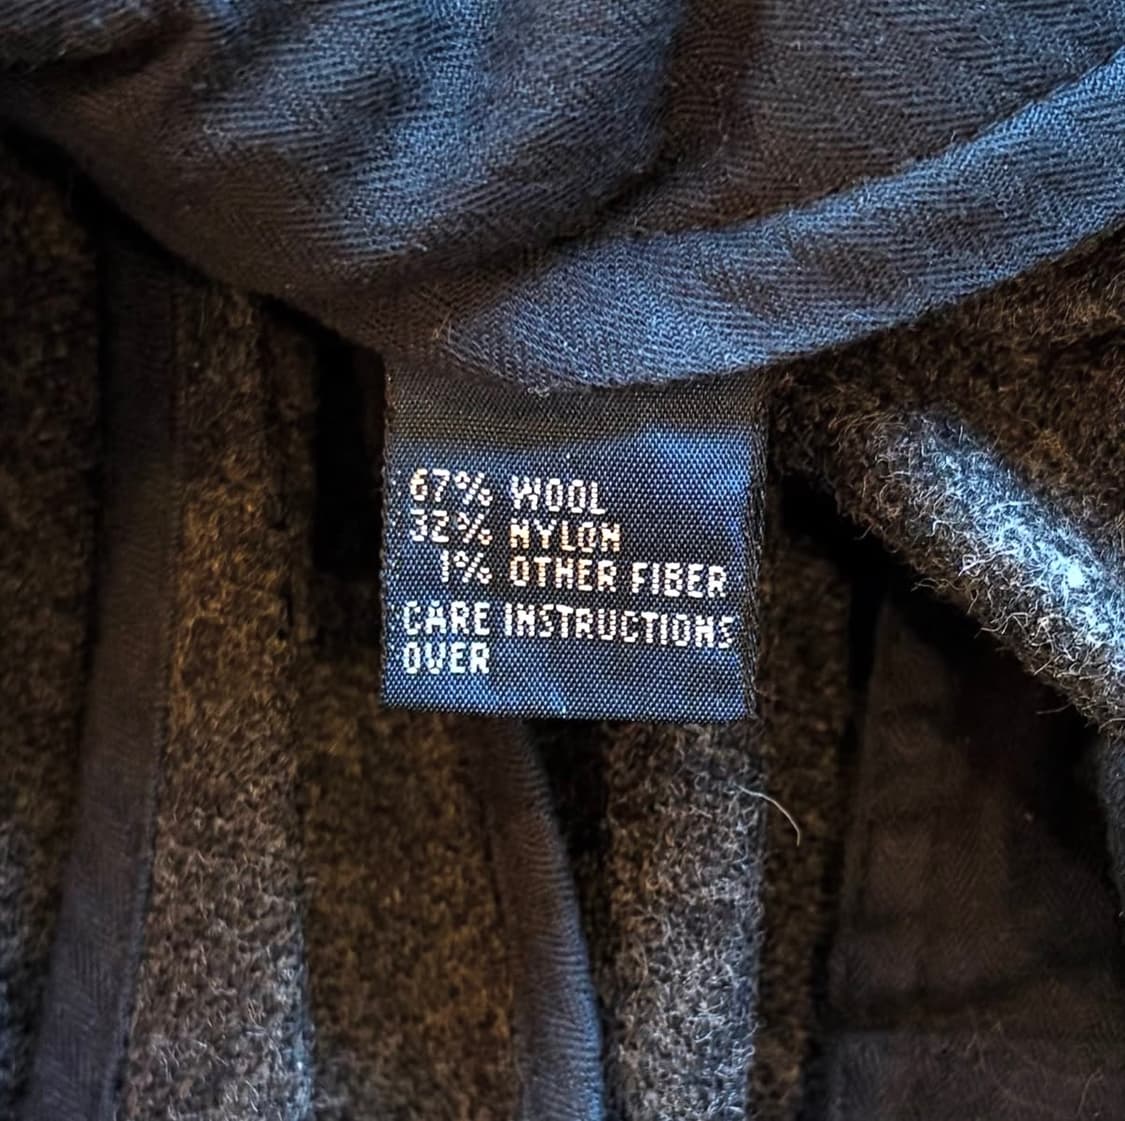 67% WOOL
32% NYLON
1% OTHER FIBER
CARE INSTRUCTIONS
OVER